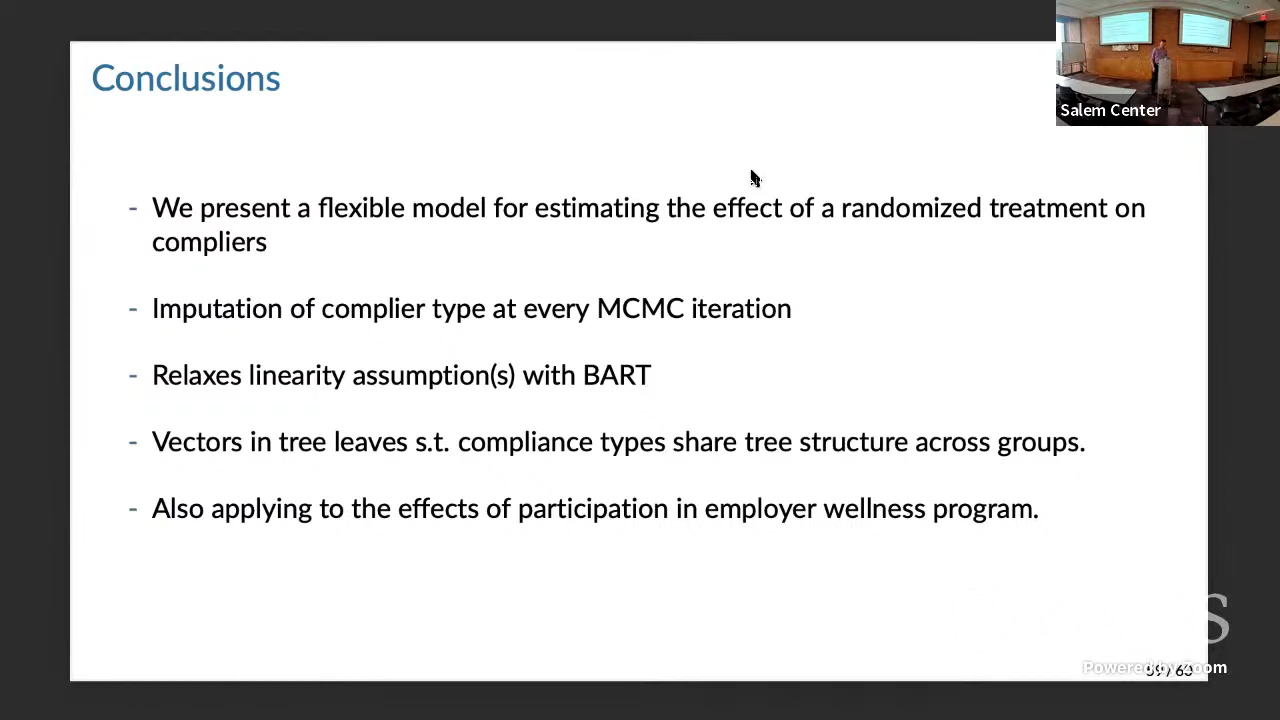 Conclusions
Salem Center
- We present a flexible model for estimating the effect of a randomized treatment on
compliers
- Imputation of complier type at every MCMC iteration
- Relaxes linearity assumption(s) with BART
- Vectors in tree leaves s.t. compliance types share tree structure across groups.
- Also applying to the effects of participation in employer wellness program.
S
Powered by Zoom